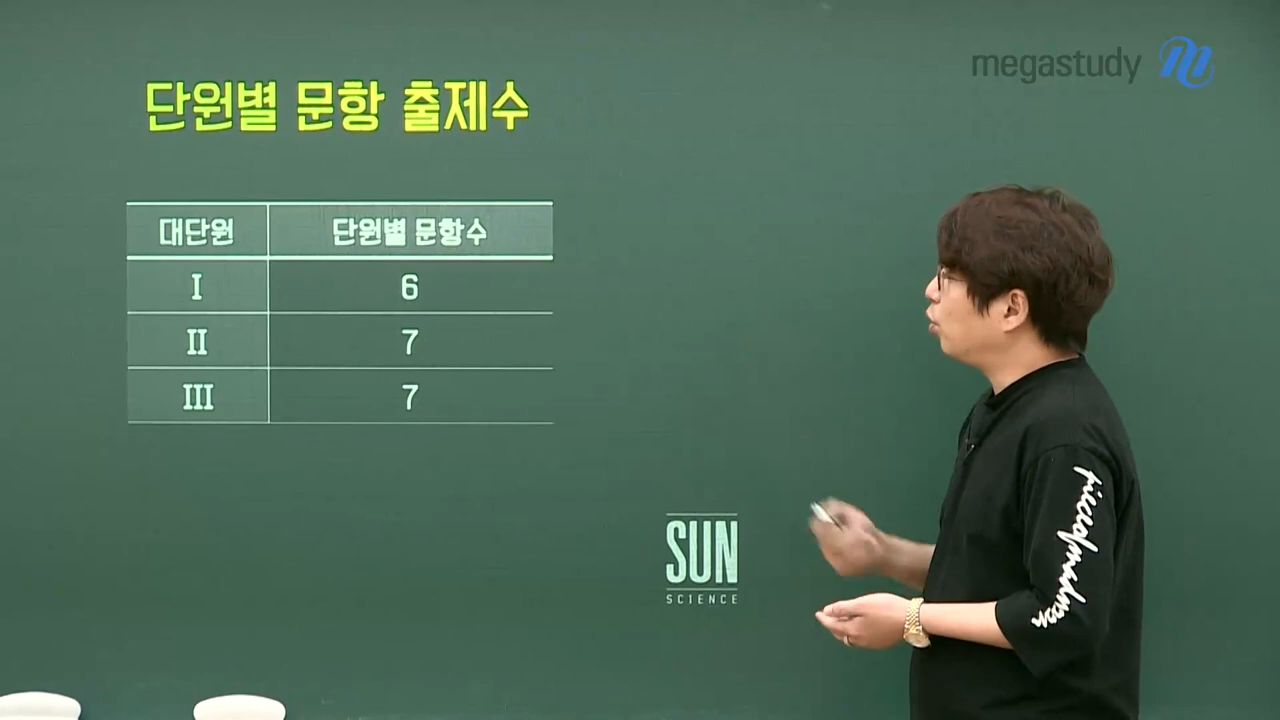 megastudy
단원별 문항 출제수
대단원 단원별 문항수
I 6
II 7
III 7
SUN
SCIENCE